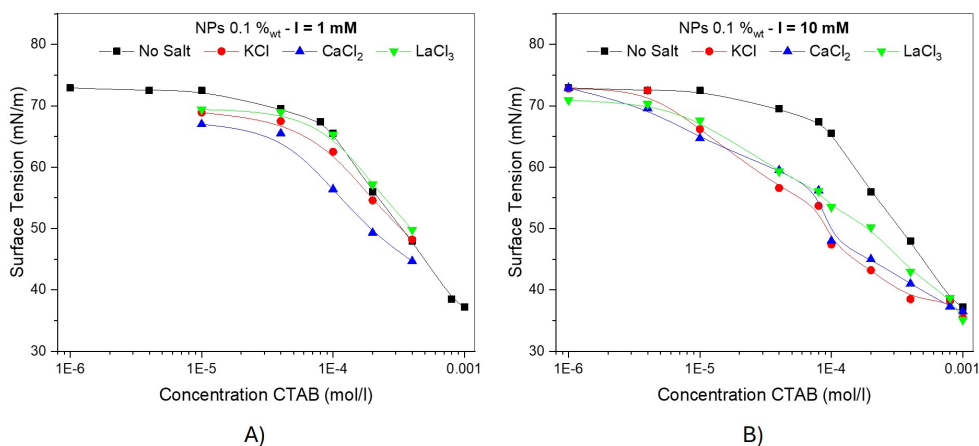 NPs 0.1 %wt - I = 1 mM
No Salt KCl CaCl2 LaCl3
80
70
60
50
40
30
Surface Tension (mN/m)
1E-6 1E-5 1E-4 0.001
Concentration CTAB (mol/l)
A)
NPs 0.1 %wt - I = 10 mM
No Salt KCl CaCl2 LaCl3
80
70
60
50
40
30
Surface Tension (mN/m)
1E-6 1E-5 1E-4 0.001
Concentration CTAB (mol/l)
B)